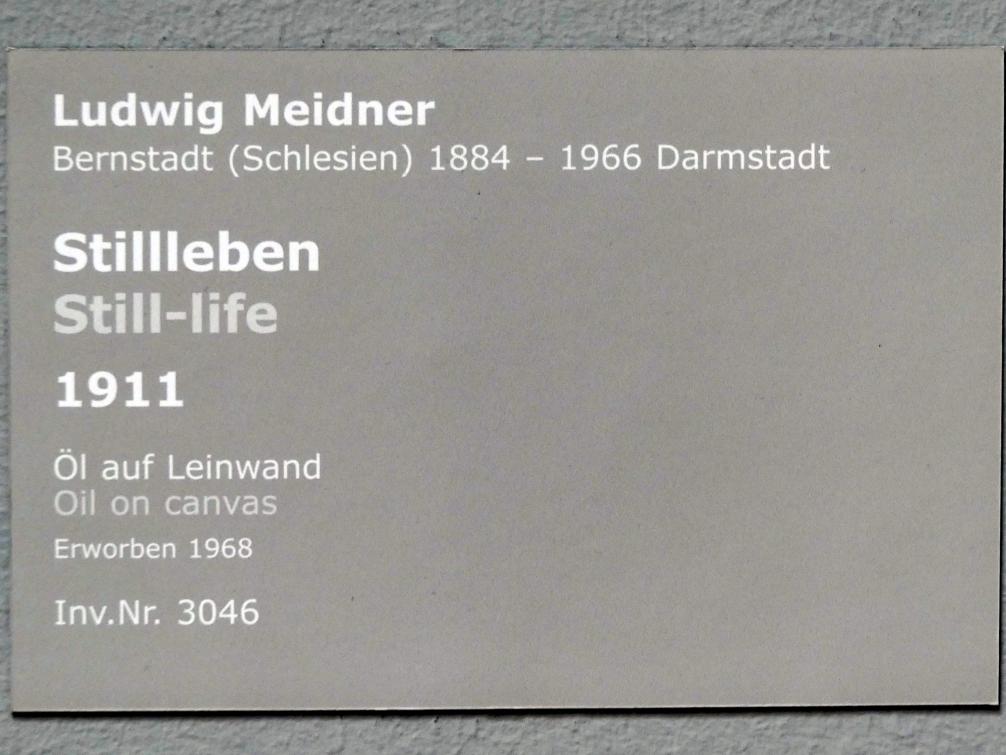 Ludwig Meidner
Bernstadt (Schlesien) 1884 – 1966 Darmstadt
Stillleben
Still-life
1911
Öl auf Leinwand
Oil on canvas
Erworben 1968
Inv.Nr. 3046